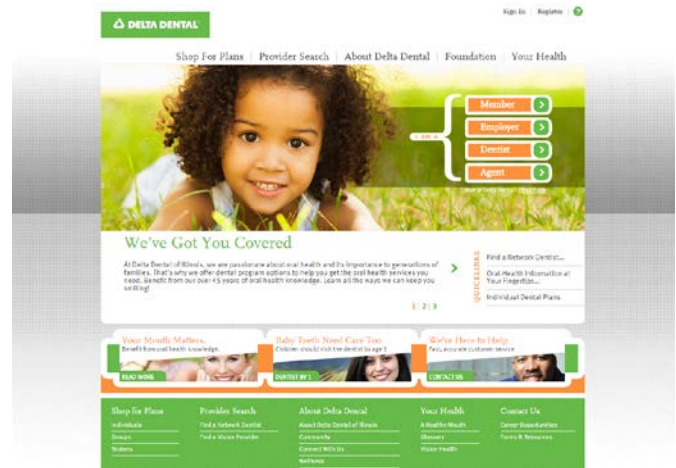 Sign In | Register ?
DELTA DENTAL
Shop For Plans | Provider Search | About Delta Dental | Foundation | Your Health
I AM A
Member
Employer
Dentist
Agent
We've Got You Covered
At Delta Dental of Illinois, we are passionate about oral health and its importance to generations of
families. That's why we offer dental program options to help you get the oral health services you
need. Benefit from our over 45 years of oral health knowledge. Learn all the ways we can keep you
smiling!
1 | 2 | 3
QUICKLINKS
Find a Network Dentist...
Oral Health Information at
Your Fingertips...
Individual Dental Plans
Your Mouth Matters.
Benefit from oral health knowledge.
READ MORE
Baby Teeth Need Care Too
Children should visit the dentist by age 1
DENTIST BY 1
We're Here to Help
Fast, accurate customer service
CONTACT US
Shop for Plans
Individuals
Groups
Brokers
Provider Search
Find a Network Dentist
Find a Vision Provider
About Delta Dental
About Delta Dental of Illinois
Community
Connect With Us
Wellness
Your Health
A Healthy Mouth
Glossary
Vision Health
Contact Us
Career Opportunities
Forms & Resources